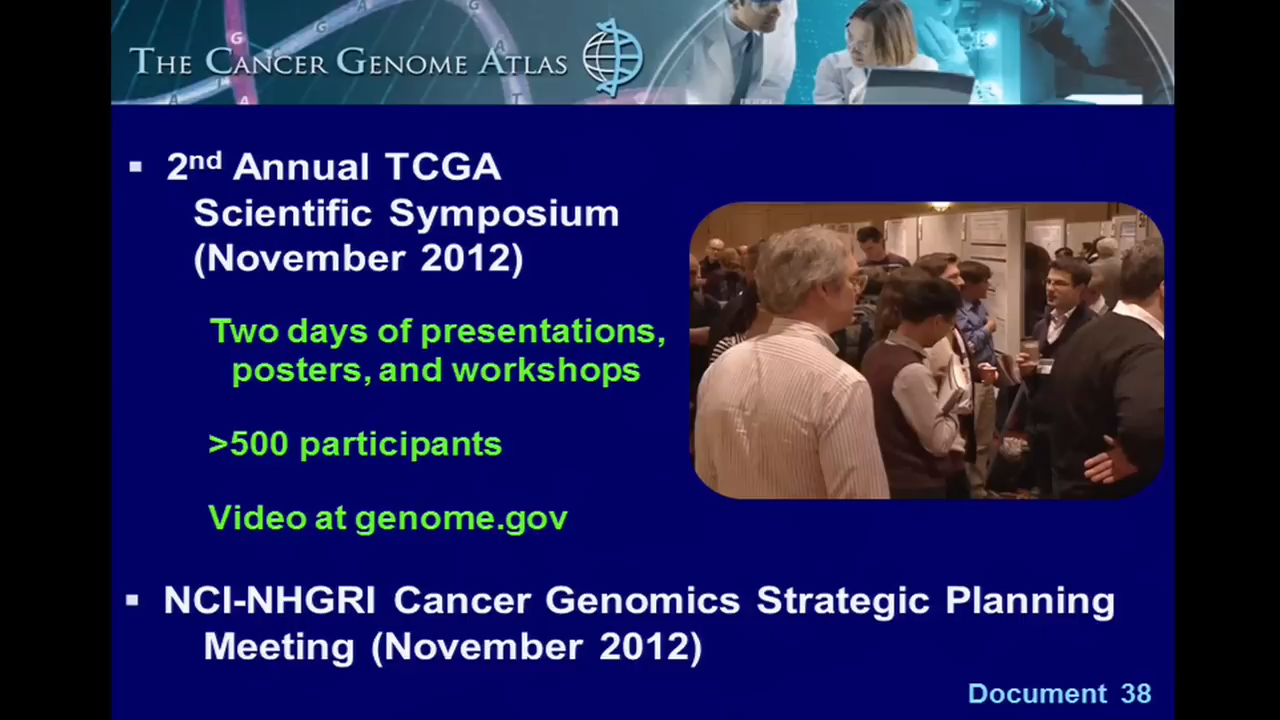 THE CANCER GENOME ATLAS
▪ 2nd Annual TCGA
Scientific Symposium
(November 2012)
Two days of presentations,
posters, and workshops
>500 participants
Video at genome.gov
▪ NCI-NHGRI Cancer Genomics Strategic Planning
Meeting (November 2012)
Document 38